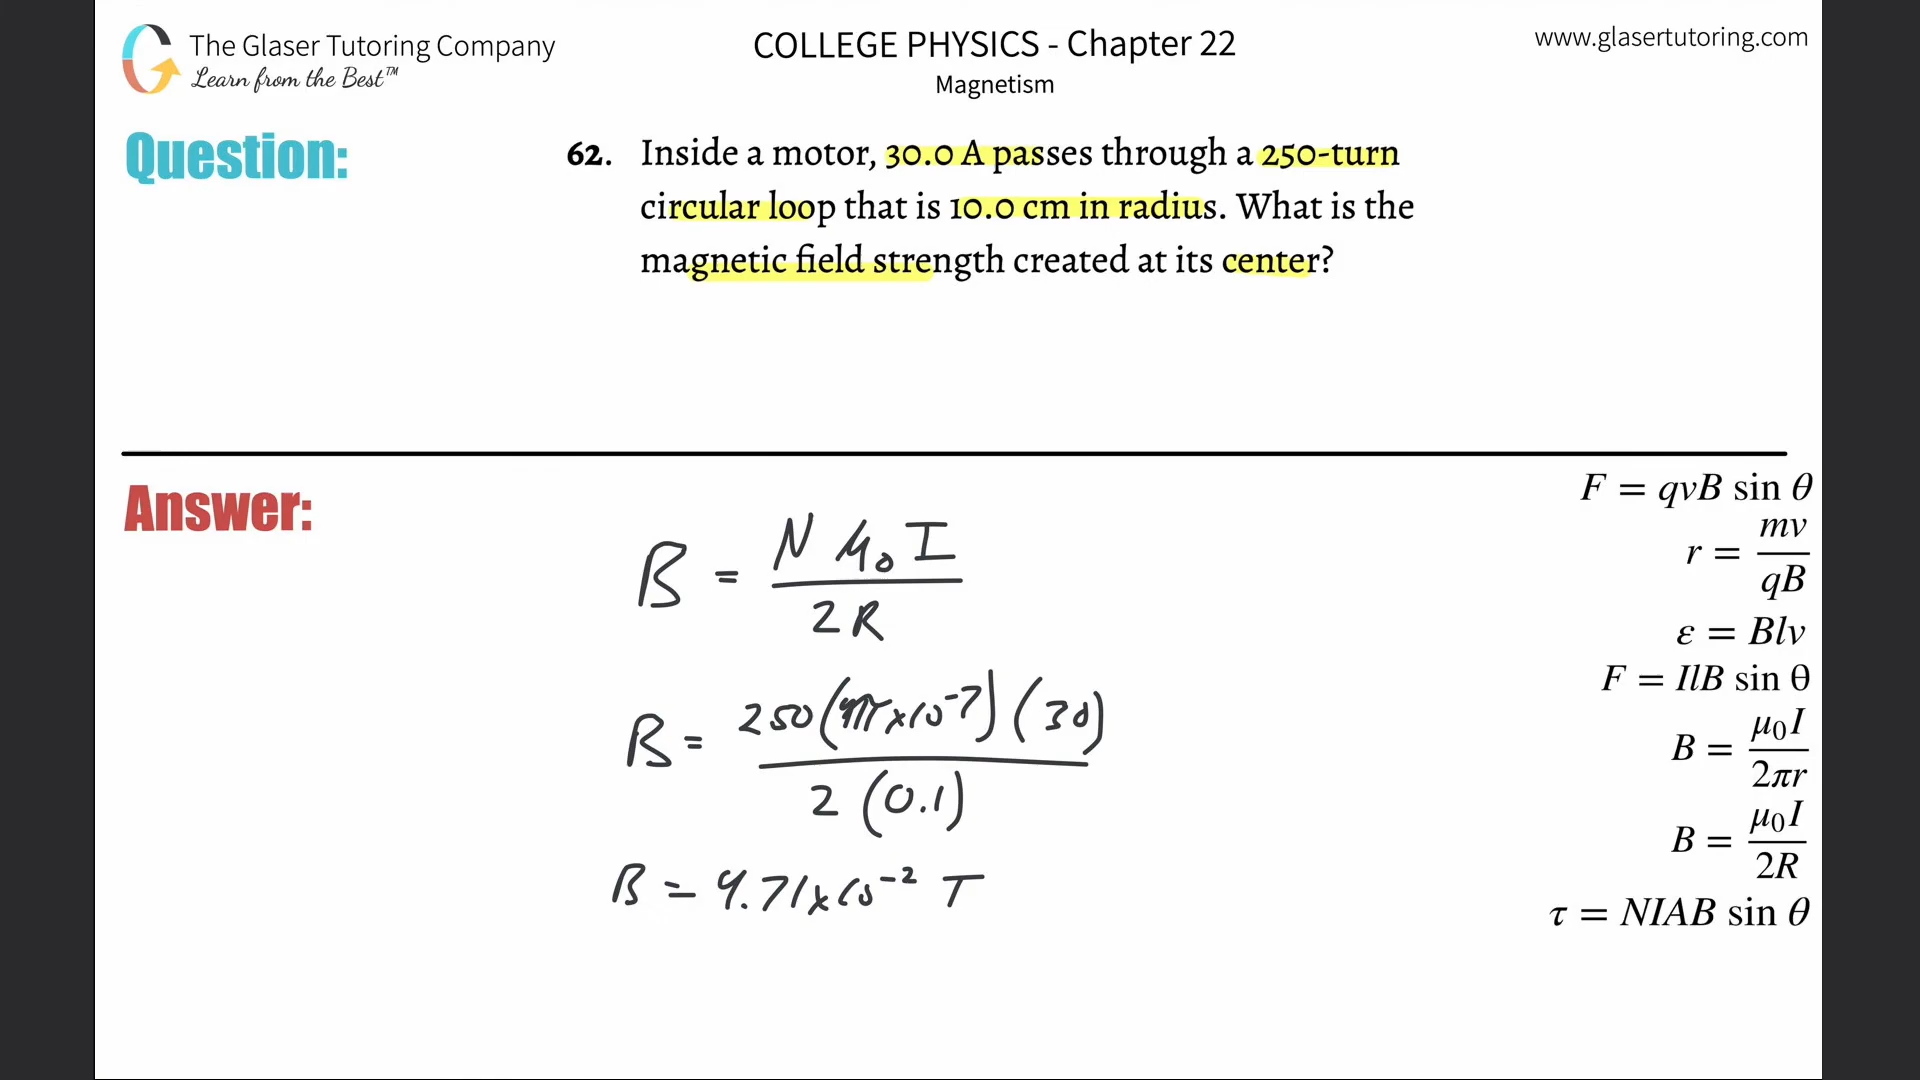 The Glaser Tutoring Company
Learn from the Best™
COLLEGE PHYSICS - Chapter 22
Magnetism
www.glasertutoring.com
Question:
62. Inside a motor, 30.0 A passes through a 250-turn
circular loop that is 10.0 cm in radius. What is the
magnetic field strength created at its center?
Answer:
B = N μ₀ I / 2R
B = 250(4π×10⁻⁷)(30) / 2(0.1)
B = 4.71×10⁻² T
F = qvB sin θ
r = mv / qB
ε = Blv
F = IlB sin θ
B = μ₀I / 2πr
B = μ₀I / 2R
τ = NIAB sin θ